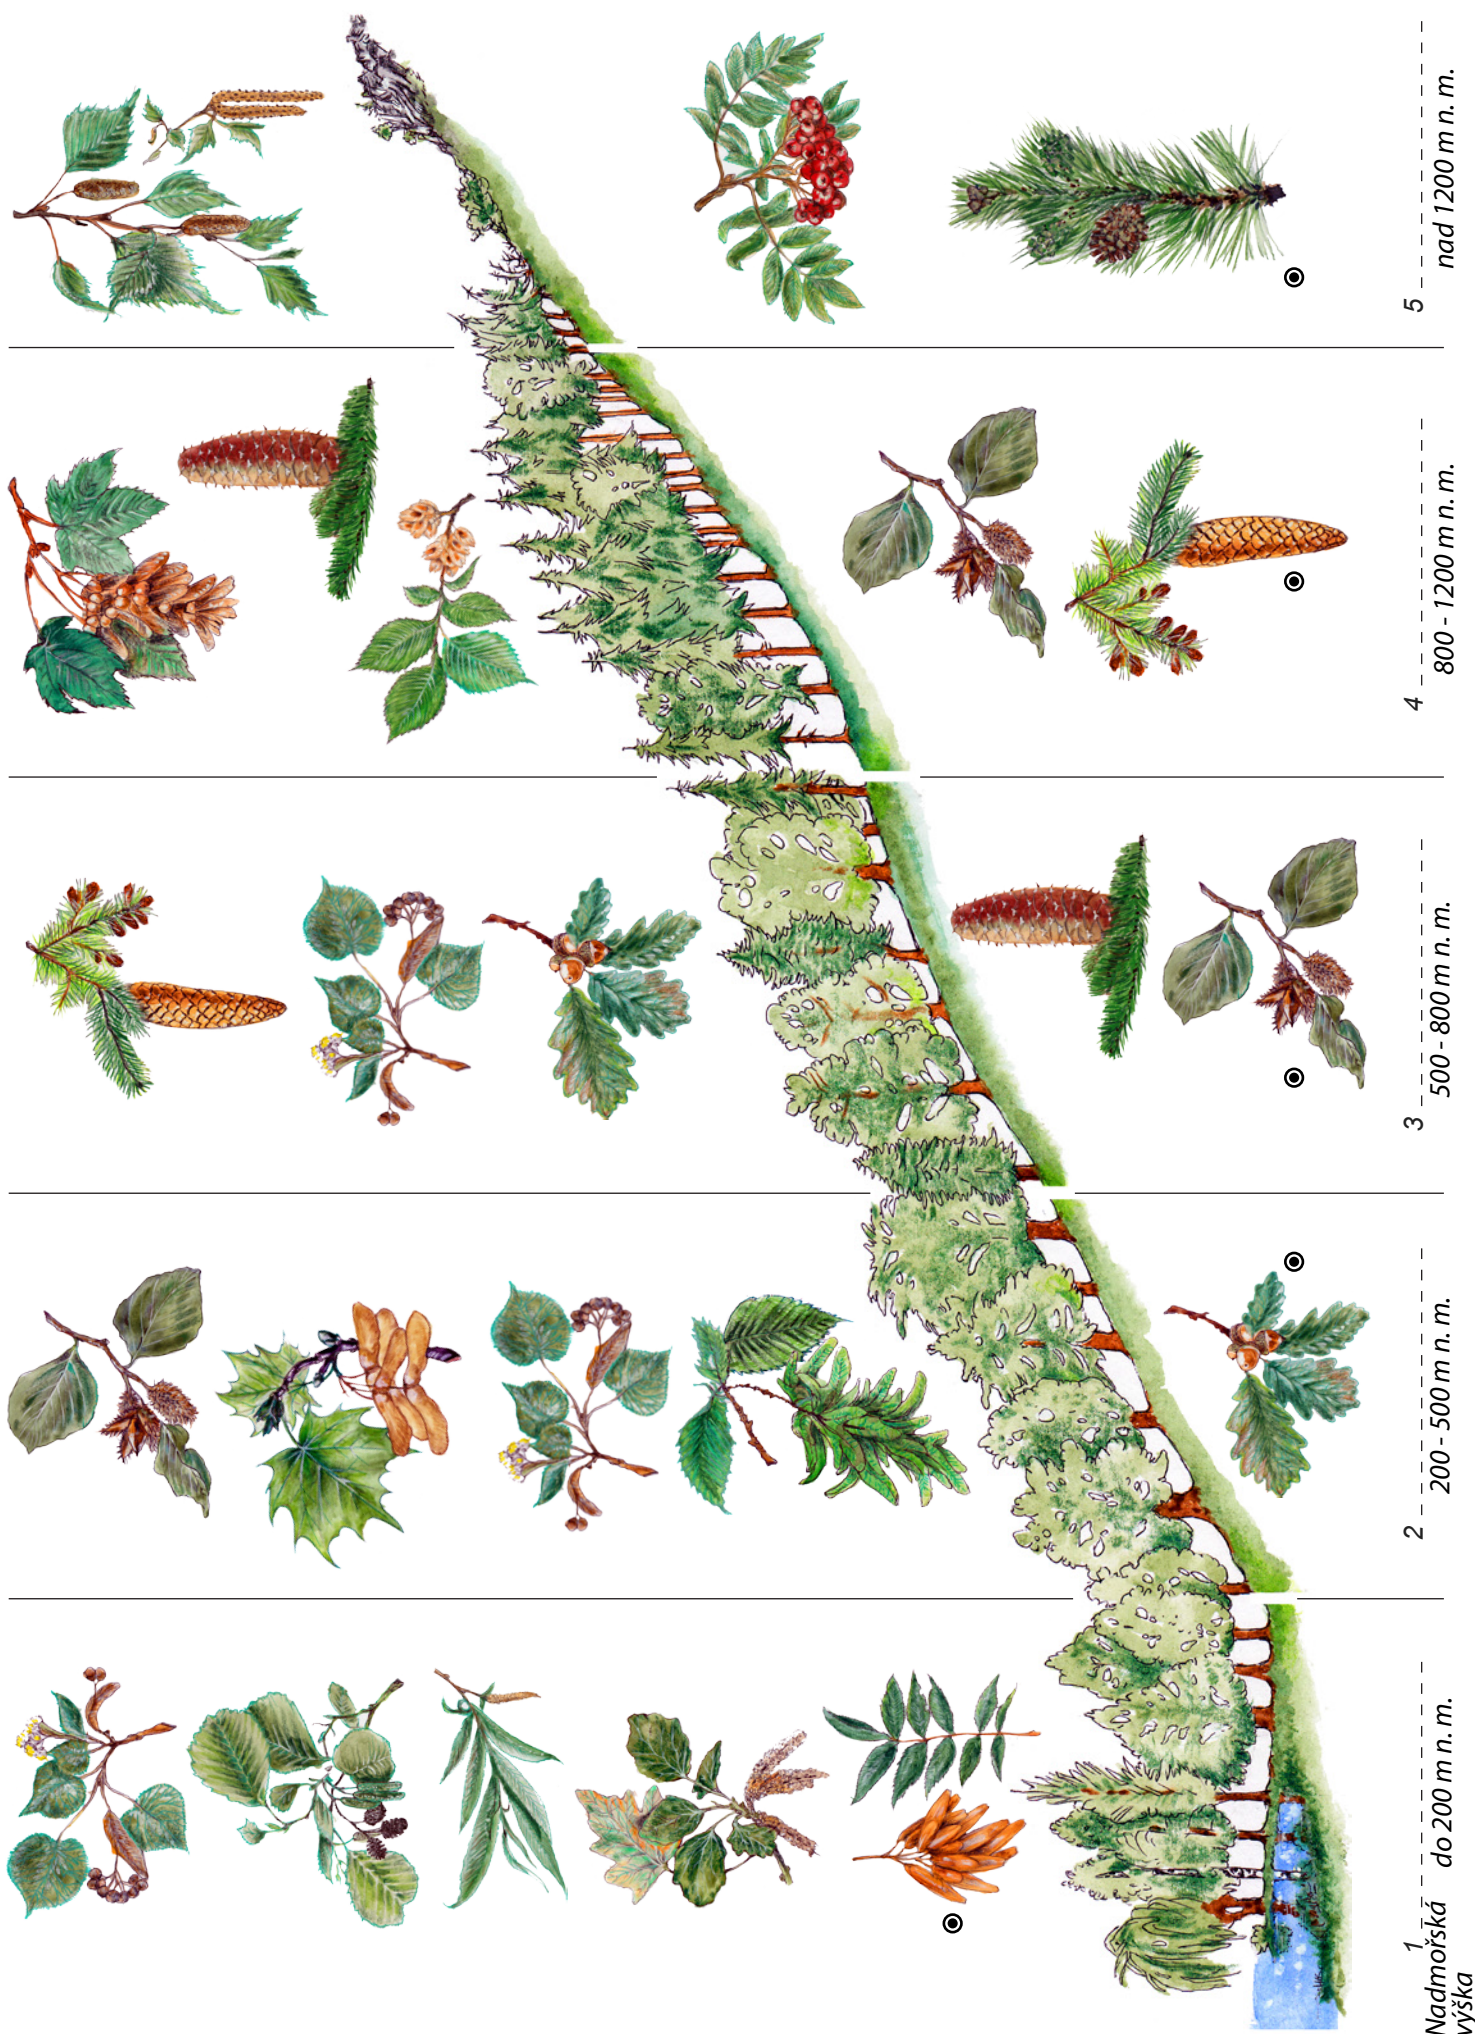 Nadmořská
výška
1
do 200 m n. m.
2
200 - 500 m n. m.
3
500 - 800 m n. m.
4
800 - 1200 m n. m.
5
nad 1200 m n. m.